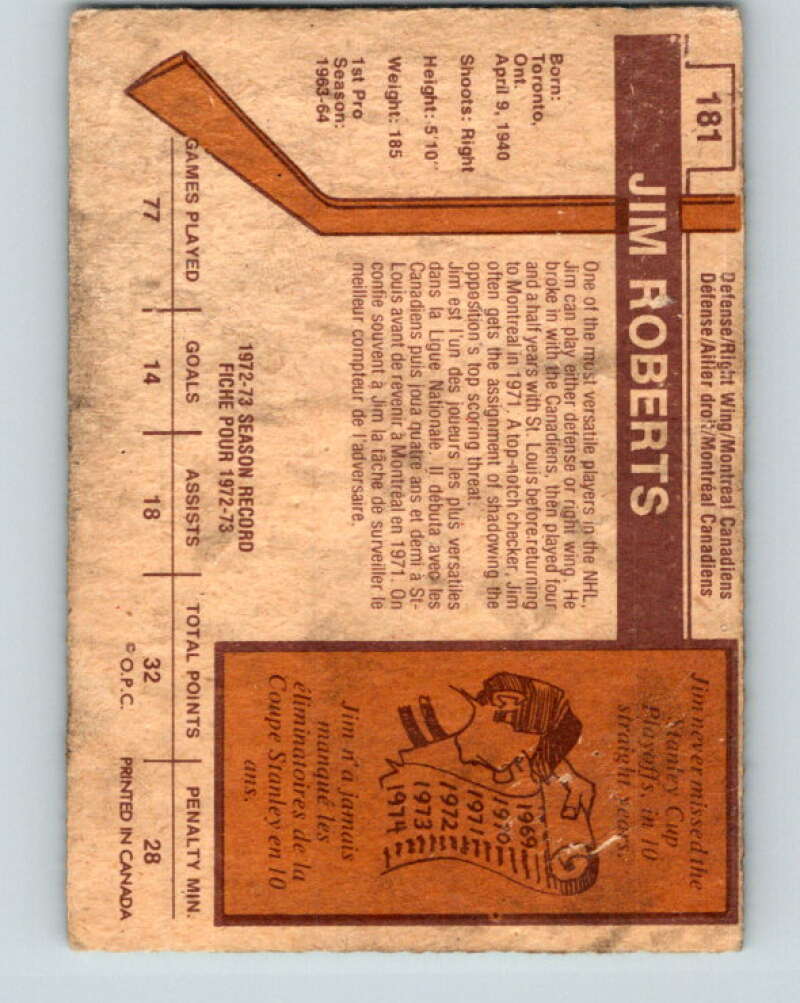 181
Defense/Right Wing/Montreal Canadiens
Défense/Ailier droit/Montréal Canadiens
JIM ROBERTS
Born:
Toronto,
Ont.
April 9, 1940
Shoots: Right
Height: 5'10"
Weight: 185
1st Pro
Season:
1963-64
One of the most versatile players in the NHL,
Jim can play either defense or right wing. He
broke in with the Canadiens, then played four
and a half years with St. Louis before returning
to Montreal in 1971. A top-notch checker, Jim
often gets the assignment of shadowing the
opposition's top scoring threat.
Jim est l'un des joueurs les plus versatiles
dans la Ligue Nationale. Il débuta avec les
Canadiens puis joua quatre ans et demi à St-
Louis avant de revenir à Montréal en 1971. On
confie souvent à Jim la tâche de surveiller le
meilleur compteur de l'adversaire.
Jim never missed the
Stanley Cup
Playoffs, in 10
straight years.
1969
1970
1971
1972
1973
1974
Jim n'a jamais
manqué les
éliminatoires de la
Coupe Stanley en 10
ans.
1972-73 SEASON RECORD
FICHE POUR 1972-73
GAMES PLAYED GOALS ASSISTS TOTAL POINTS PENALTY MIN.
77 14 18 32 28
© O.P.C. PRINTED IN CANADA